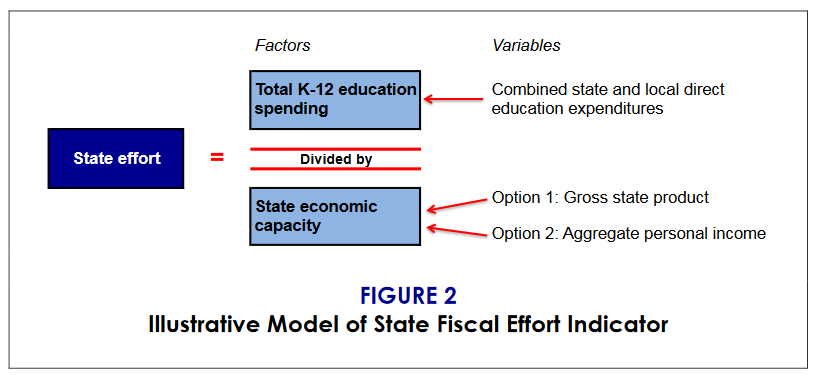 Factors
Variables
Total K-12 education
spending
Combined state and local direct
education expenditures
State effort
=
Divided by
State economic
capacity
Option 1: Gross state product
Option 2: Aggregate personal income
FIGURE 2
Illustrative Model of State Fiscal Effort Indicator